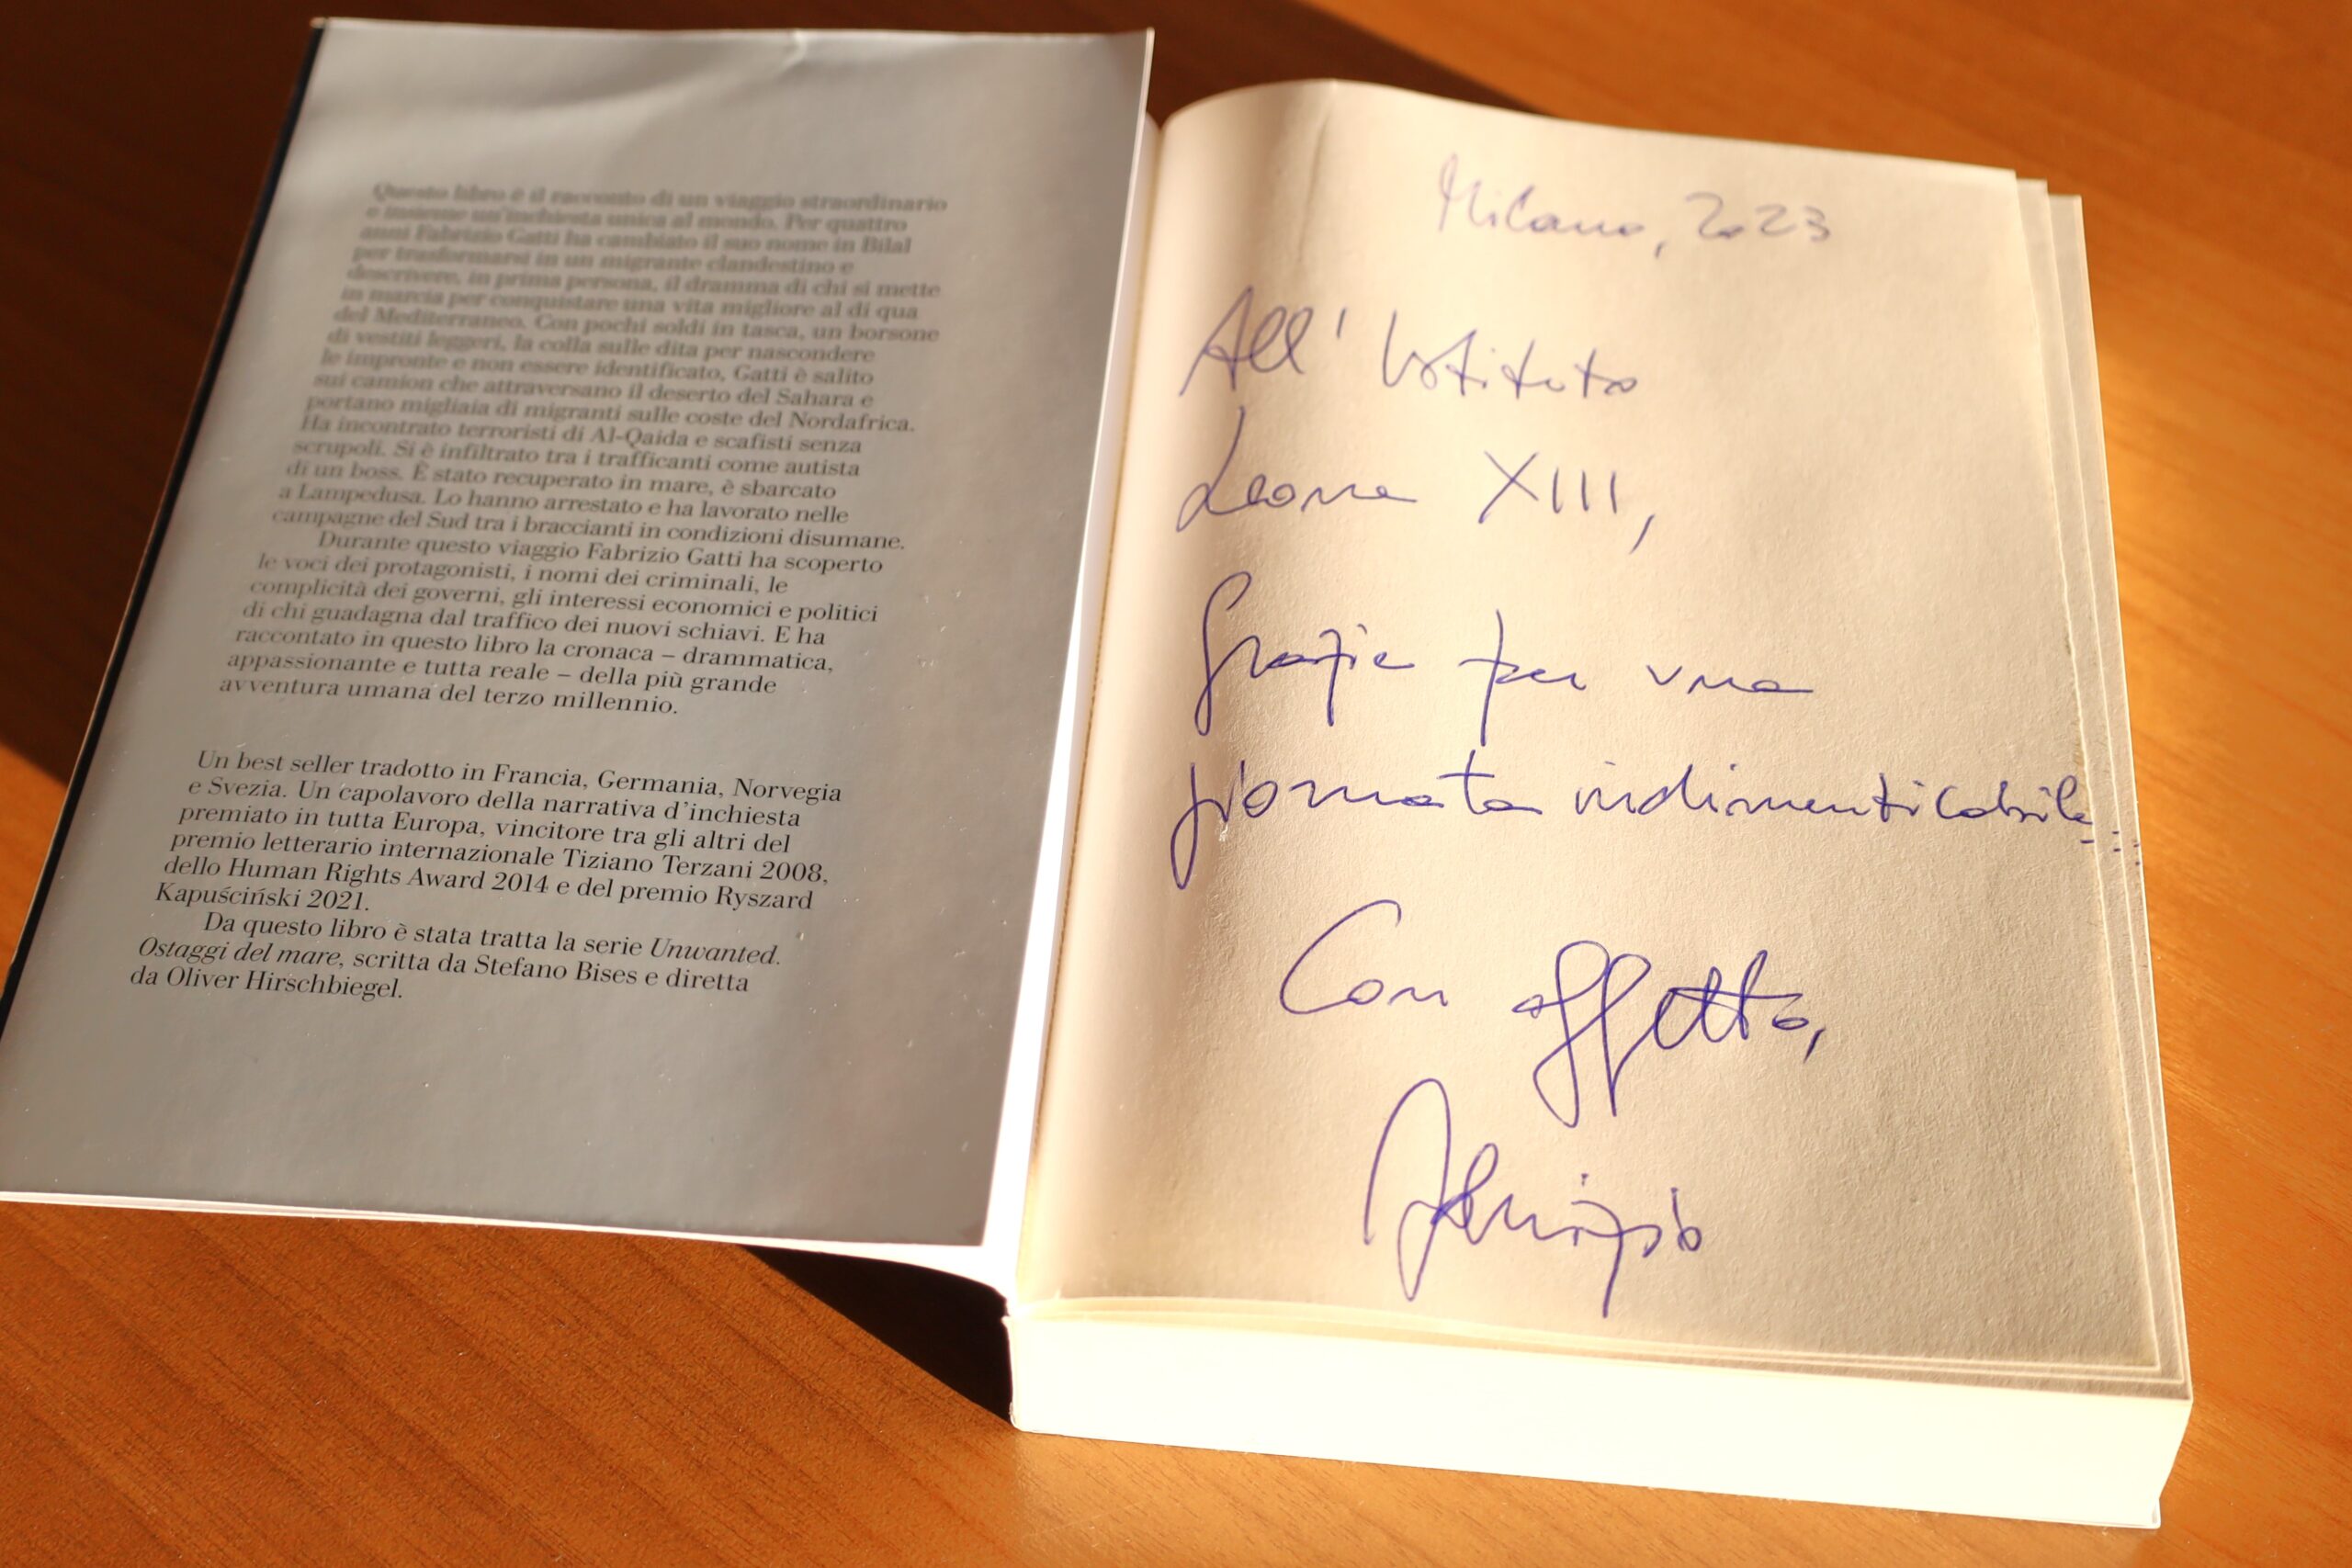 Questo libro è il racconto di un viaggio straordinario
e insieme un'inchiesta unica al mondo. Per quattro
anni Fabrizio Gatti ha cambiato il suo nome in Bilal
per trasformarsi in un migrante clandestino e
descrivere, in prima persona, il dramma di chi si mette
in marcia per conquistare una vita migliore al di qua
del Mediterraneo. Con pochi soldi in tasca, un borsone
di vestiti leggeri, la colla sulle dita per nascondere
le impronte e non essere identificato, Gatti è salito
sui camion che attraversano il deserto del Sahara e
portano migliaia di migranti sulle coste del Nordafrica.
Ha incontrato terroristi di Al-Qaida e scafisti senza
scrupoli. Si è infiltrato tra i trafficanti come autista
di un boss. È stato recuperato in mare, è sbarcato
a Lampedusa. Lo hanno arrestato e ha lavorato nelle
campagne del Sud tra i braccianti in condizioni disumane.
Durante questo viaggio Fabrizio Gatti ha scoperto
le voci dei protagonisti, i nomi dei criminali, le
complicità dei governi, gli interessi economici e politici
di chi guadagna dal traffico dei nuovi schiavi. E ha
raccontato in questo libro la cronaca – drammatica,
appassionante e tutta reale – della più grande
avventura umana del terzo millennio.
Un best seller tradotto in Francia, Germania, Norvegia
e Svezia. Un capolavoro della narrativa d'inchiesta
premiato in tutta Europa, vincitore tra gli altri del
premio letterario internazionale Tiziano Terzani 2008,
dello Human Rights Award 2014 e del premio Ryszard
Kapuściński 2021.
Da questo libro è stata tratta la serie Unwanted.
Ostaggi del mare, scritta da Stefano Bises e diretta
da Oliver Hirschbiegel.
Milano, 2023
All' Istituto
Leone XIII,
Grazie per una
giornata indimenticabile...
Con affetto,
Fabrizio